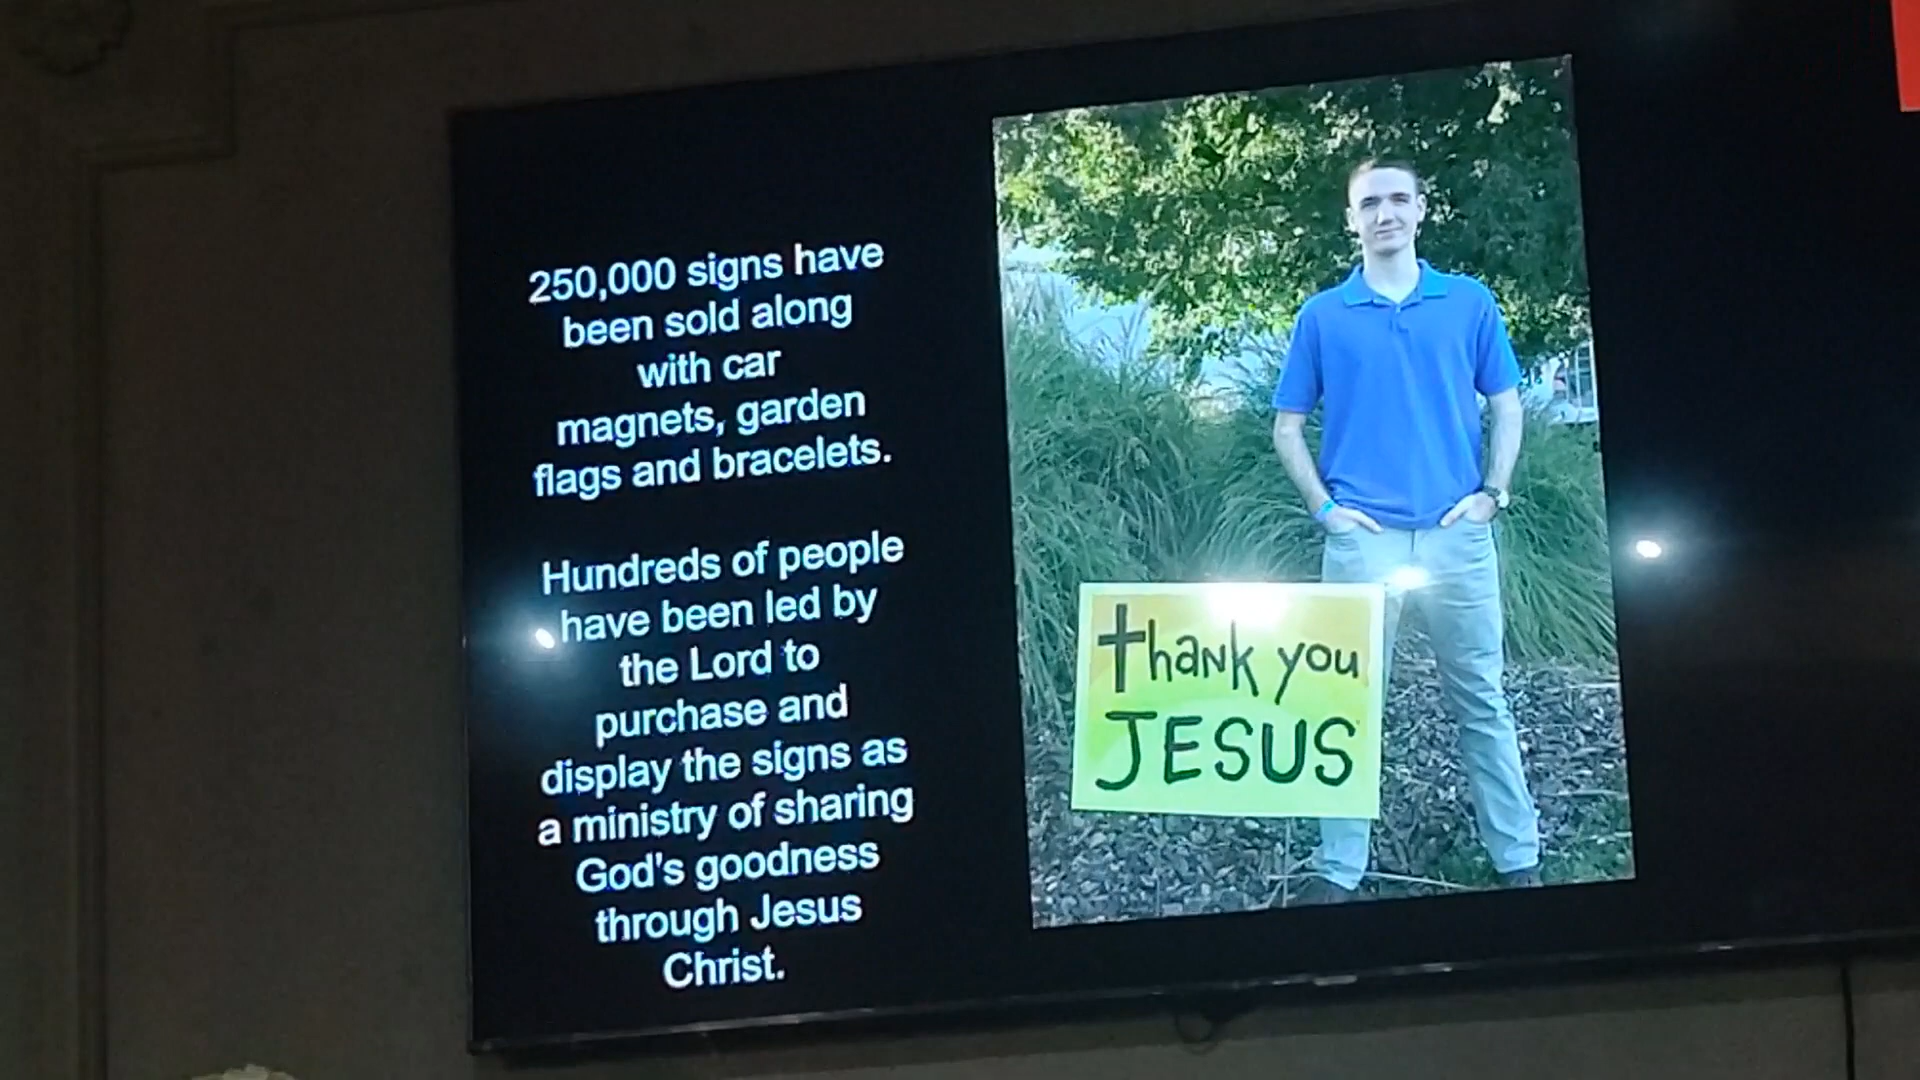 250,000 signs have
been sold along
with car
magnets, garden
flags and bracelets.
Hundreds of people
have been led by
the Lord to
purchase and
display the signs as
a ministry of sharing
God's goodness
through Jesus
Christ.
thank you
JESUS